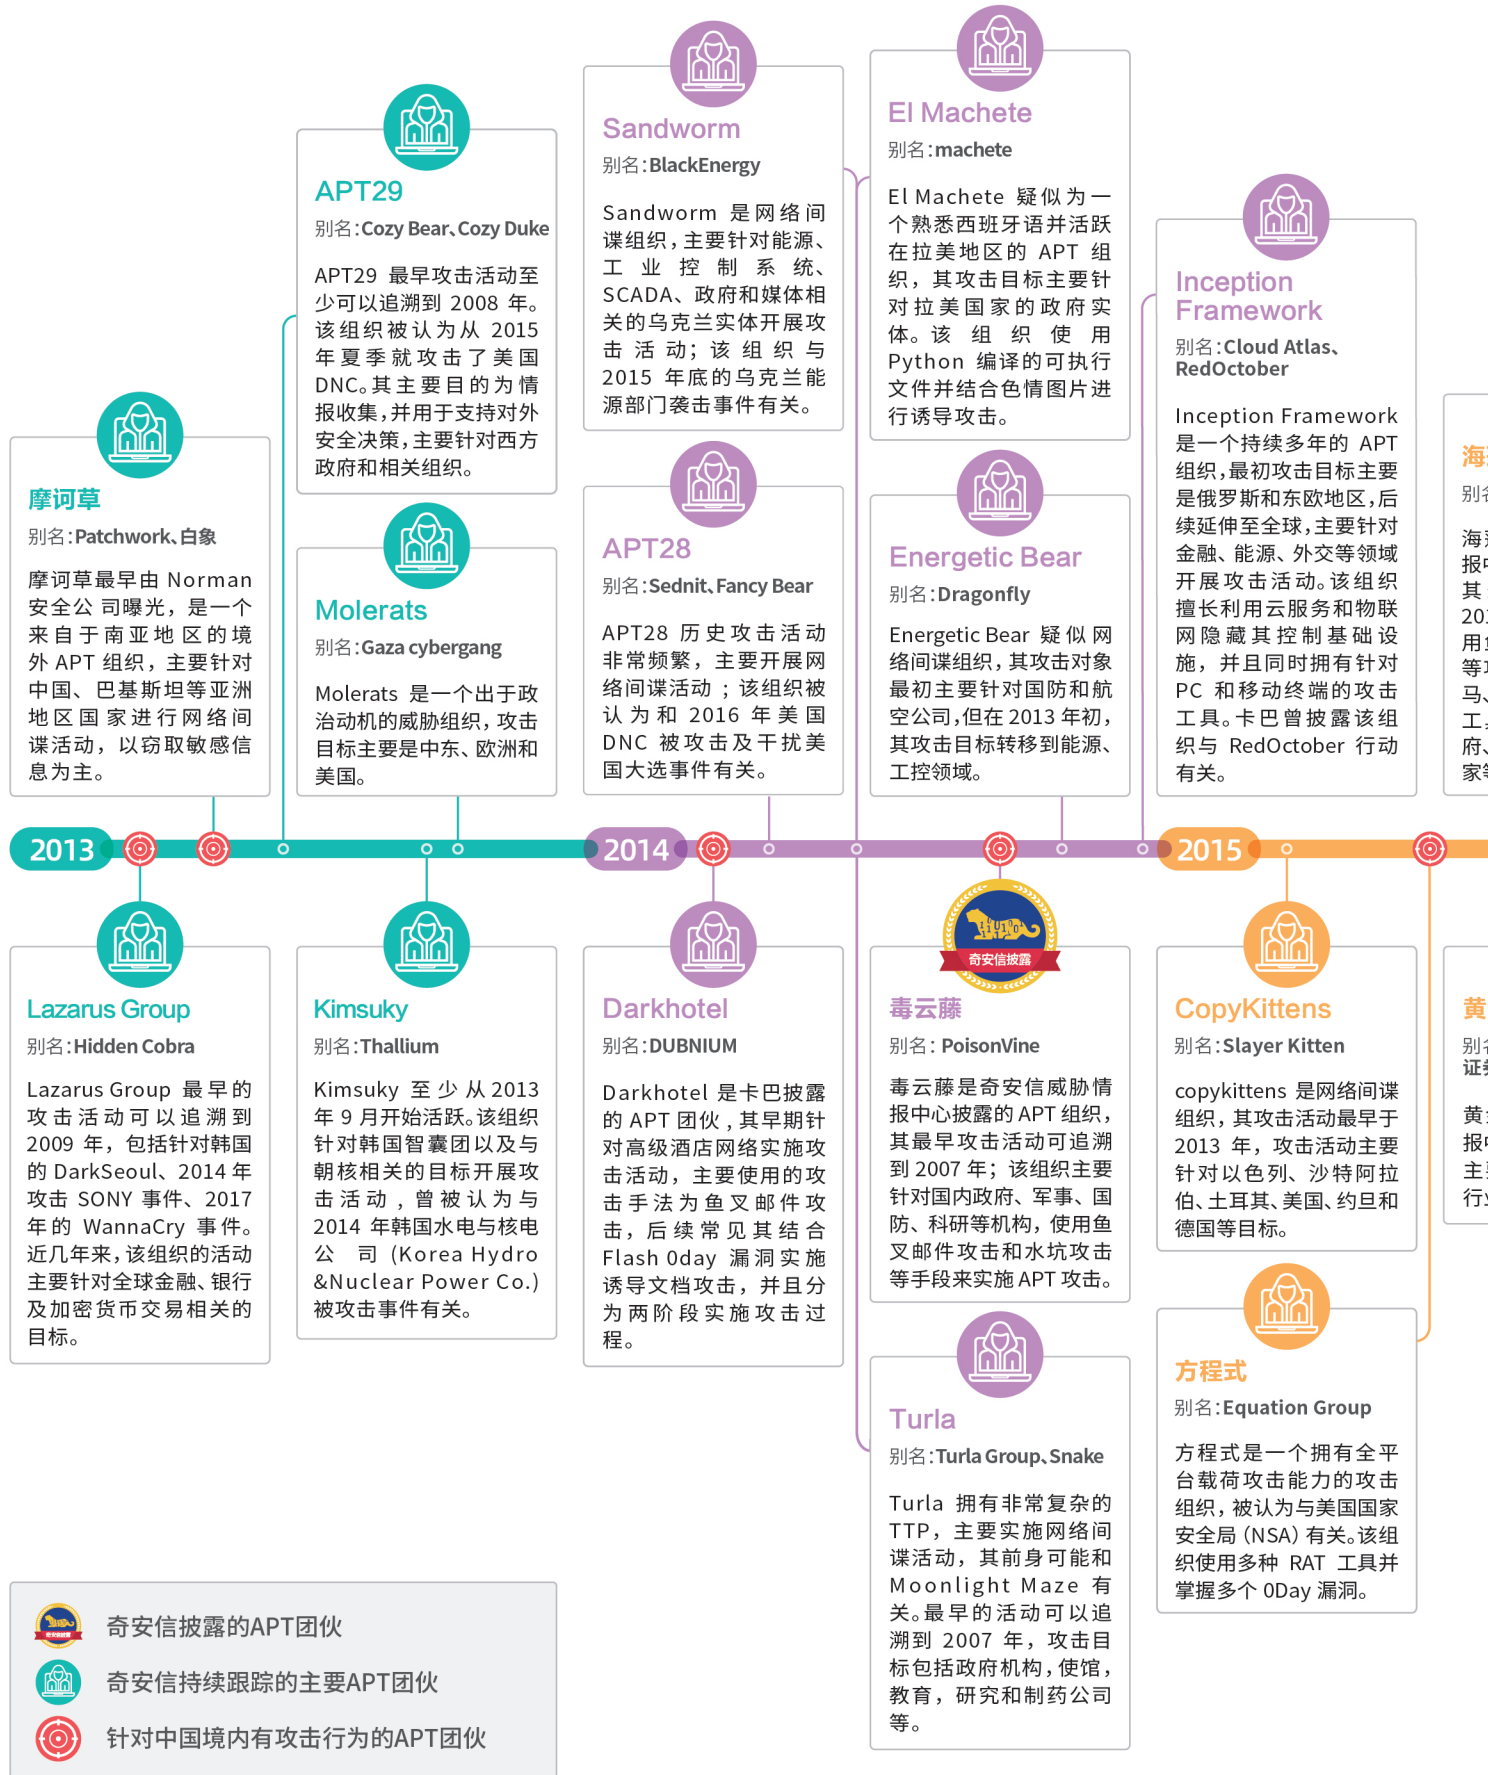 APT29
别名：Cozy Bear、Cozy Duke
APT29 最早攻击活动至
少可以追溯到 2008 年。
该组织被认为从 2015
年夏季就攻击了美国
DNC。其主要目的为情
报收集，并用于支持对外
安全决策，主要针对西方
政府和相关组织。
Sandworm
别名：BlackEnergy
Sandworm 是网络间
谍组织，主要针对能源、
工业控制系统、
SCADA、政府和媒体相
关的乌克兰实体开展攻
击活动；该组织与
2015 年底的乌克兰能
源部门袭击事件有关。
El Machete
别名：machete
El Machete 疑似为一
个熟悉西班牙语并活跃
在拉美地区的 APT 组
织，其攻击目标主要针
对拉美国家的政府实
体。该组织使用
Python 编译的可执行
文件并结合色情图片进
行诱导攻击。
Inception
Framework
别名：Cloud Atlas、
RedOctober
Inception Framework
是一个持续多年的 APT
组织，最初攻击目标主要
是俄罗斯和东欧地区，后
续延伸至全球，主要针对
金融、能源、外交等领域
开展攻击活动。该组织
擅长利用云服务和物联
网隐藏其控制基础设
施，并且同时拥有针对
PC 和移动终端的攻击
工具。卡巴曾披露该组
织与 RedOctober 行动
有关。
摩诃草
别名：Patchwork、白象
摩诃草最早由 Norman
安全公 司曝光，是一个
来自于南亚地区的境
外 APT 组织，主要针对
中国、巴基斯坦等亚洲
地区国家进行网络间
谍活动，以窃取敏感信
息为主。
Molerats
别名：Gaza cybergang
Molerats 是一个出于政
治动机的威胁组织，攻击
目标主要是中东、欧洲和
美国。
APT28
别名：Sednit、Fancy Bear
APT28 历史攻击活动
非常频繁，主要开展网
络间谍活动；该组织被
认为和 2016 年美国
DNC 被攻击及干扰美
国大选事件有关。
Energetic Bear
别名：Dragonfly
Energetic Bear 疑似网
络间谍组织，其攻击对象
最初主要针对国防和航
空公司，但在 2013 年初，
其攻击目标转移到能源、
工控领域。
海
别
海
报
其
201
用
等
马、
工
府、
家
2013
2014
2015
Lazarus Group
别名：Hidden Cobra
Lazarus Group 最早的
攻击活动可以追溯到
2009 年，包括针对韩国
的 DarkSeoul、2014 年
攻击 SONY 事件、2017
年的 WannaCry 事件。
近几年来，该组织的活动
主要针对全球金融、银行
及加密货币交易相关的
目标。
Kimsuky
别名：Thallium
Kimsuky 至少从2013
年 9 月开始活跃。该组织
针对韩国智囊团以及与
朝核相关的目标开展攻
击活动，曾被认为与
2014 年韩国水电与核电
公司(Korea Hydro
&Nuclear Power Co.)
被攻击事件有关。
Darkhotel
别名：DUBNIUM
Darkhotel 是卡巴披露
的 APT 团伙，其早期针
对高级酒店网络实施攻
击活动，主要使用的攻
击手法为鱼叉邮件攻
击，后续常见其结合
Flash 0day 漏洞实施
诱导文档攻击，并且分
为两阶段实施攻击过
程。
奇安信披露
毒云藤
别名： PoisonVine
毒云藤是奇安信威胁情
报中心披露的 APT 组织，
其最早攻击活动可追溯
到 2007 年；该组织主要
针对国内政府、军事、国
防、科研等机构，使用鱼
叉邮件攻击和水坑攻击
等手段来实施 APT 攻击。
CopyKittens
别名：Slayer Kitten
copykittens 是网络间谍
组织，其攻击活动最早于
2013 年，攻击活动主要
针对以色列、沙特阿拉
伯、土耳其、美国、约旦和
德国等目标。
黄
别
证
黄
报
主
行
Turla
别名：Turla Group、Snake
Turla 拥有非常复杂的
TTP，主要实施网络间
谍活动，其前身可能和
Moonlight Maze 有
关。最早的活动可以追
溯到 2007 年，攻击目
标包括政府机构，使馆，
教育，研究和制药公司
等。
方程式
别名：Equation Group
方程式是一个拥有全平
台载荷攻击能力的攻击
组织，被认为与美国国家
安全局（NSA）有关。该组
织使用多种 RAT 工具并
掌握多个 0Day 漏洞。
奇安信披露的APT团伙
奇安信持续跟踪的主要APT团伙
针对中国境内有攻击行为的APT团伙